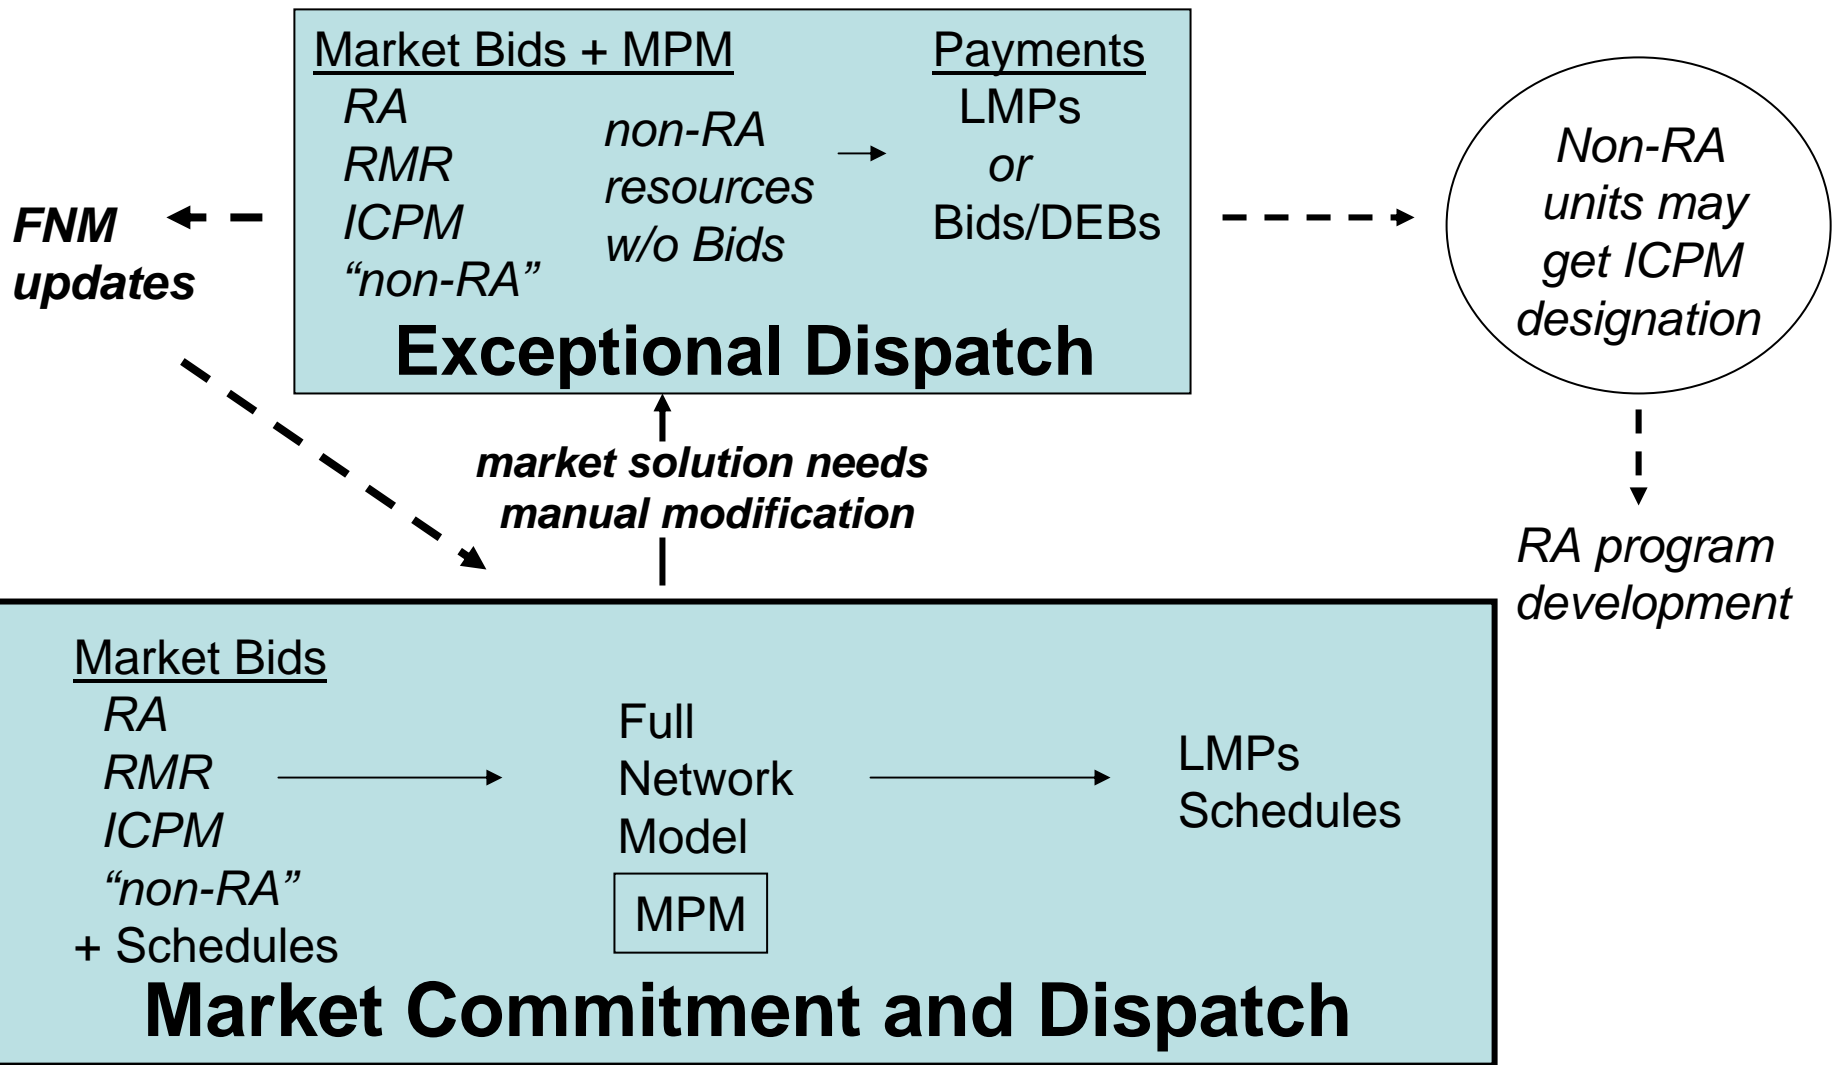 Market Bids + MPM
RA
RMR
ICPM
“non-RA”
non-RA
resources
w/o Bids
Payments
LMPs
or
Bids/DEBs
Exceptional Dispatch
FNM
updates
Non-RA
units may
get ICPM
designation
market solution needs
manual modification
RA program
development
Market Bids
RA
RMR
ICPM
“non-RA”
+ Schedules
Full
Network
Model
MPM
LMPs
Schedules
Market Commitment and Dispatch